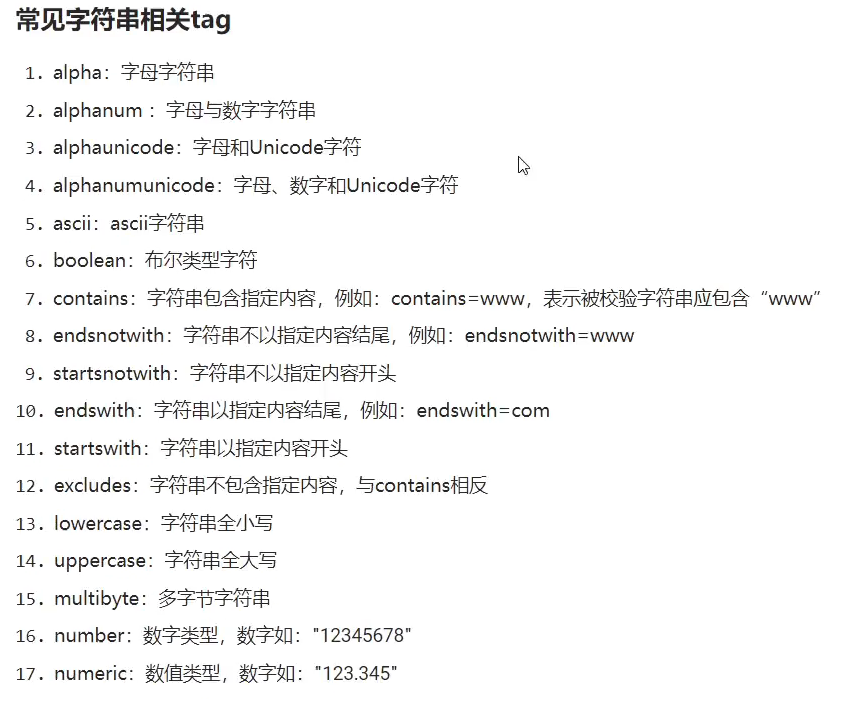 常见字符串相关tag
1. alpha：字母字符串
2. alphanum ：字母与数字字符串
3. alphaunicode：字母和Unicode字符
4. alphanumunicode：字母、数字和Unicode字符
5. ascii：ascii字符串
6. boolean：布尔类型字符
7. contains：字符串包含指定内容，例如：contains=www，表示被校验字符串应包含“www”
8. endsnotwith：字符串不以指定内容结尾，例如：endsnotwith=www
9. startsnotwith：字符串不以指定内容开头
10. endswith：字符串以指定内容结尾，例如：endswith=com
11. startswith：字符串以指定内容开头
12. excludes：字符串不包含指定内容，与contains相反
13. lowercase：字符串全小写
14. uppercase：字符串全大写
15. multibyte：多字节字符串
16. number：数字类型，数字如："12345678"
17. numeric：数值类型，数字如："123.345"